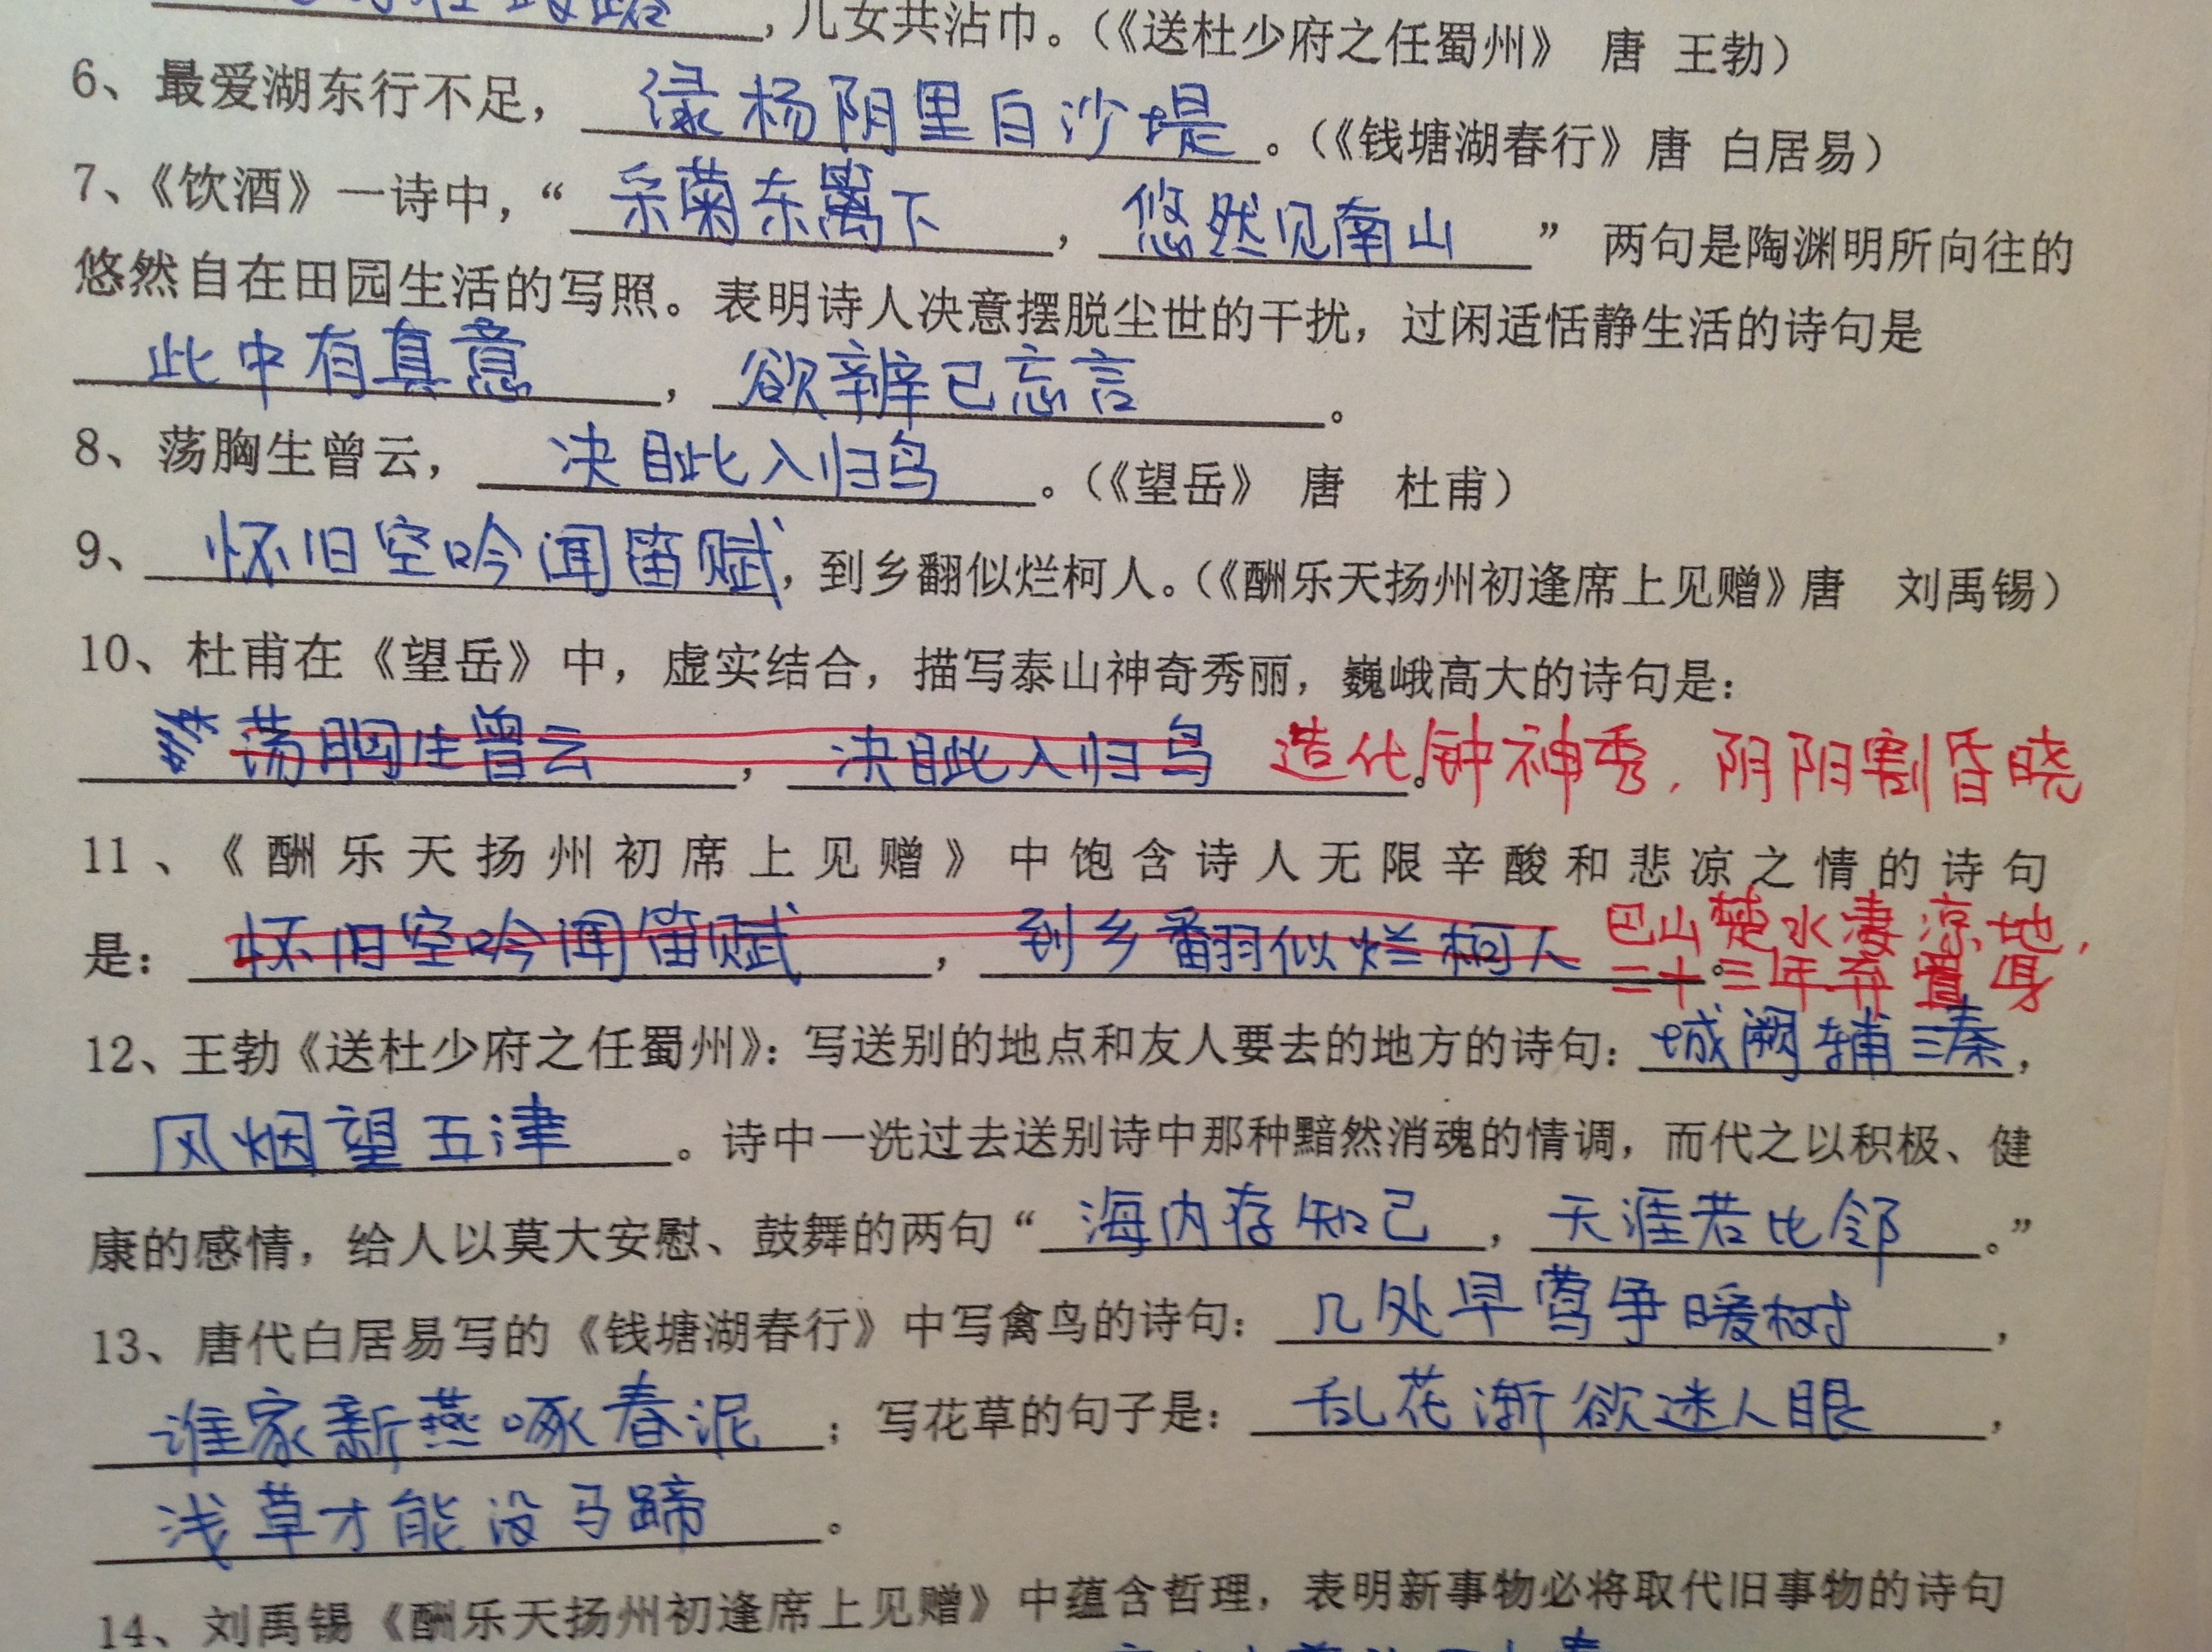 ，儿女共沾巾。（《送杜少府之任蜀州》 唐 王勃）
6、最爱湖东行不足， 绿杨阴里白沙堤 。（《钱塘湖春行》唐 白居易）
7、《饮酒》一诗中，“ 采菊东篱下 ， 悠然见南山 ” 两句是陶渊明所向往的
悠然自在田园生活的写照。表明诗人决意摆脱尘世的干扰，过闲适恬静生活的诗句是
此中有真意 ， 欲辨已忘言 。
8、荡胸生曾云， 决眦入归鸟 。（《望岳》 唐 杜甫）
9、 怀旧空吟闻笛赋 ，到乡翻似烂柯人。（《酬乐天扬州初逢席上见赠》唐 刘禹锡）
10、杜甫在《望岳》中，虚实结合，描写泰山神奇秀丽，巍峨高大的诗句是：
荡胸生曾云 ， 决眦入归鸟 。 造化钟神秀，阴阳割昏晓
11、《酬乐天扬州初席上见赠》中饱含诗人无限辛酸和悲凉之情的诗句
是： 怀旧空吟闻笛赋 ， 到乡翻似烂柯人 。 巴山楚水凄凉地，
二十三年弃置身
12、王勃《送杜少府之任蜀州》：写送别的地点和友人要去的地方的诗句： 城阙辅三秦 ，
风烟望五津 。诗中一洗过去送别诗中那种黯然消魂的情调，而代之以积极、健
康的感情，给人以莫大安慰、鼓舞的两句“ 海内存知己 ， 天涯若比邻 。”
13、唐代白居易写的《钱塘湖春行》中写禽鸟的诗句： 几处早莺争暖树 ，
谁家新燕啄春泥 ；写花草的句子是： 乱花渐欲迷人眼 ，
浅草才能没马蹄 。
14、刘禹锡《酬乐天扬州初逢席上见赠》中蕴含哲理，表明新事物必将取代旧事物的诗句